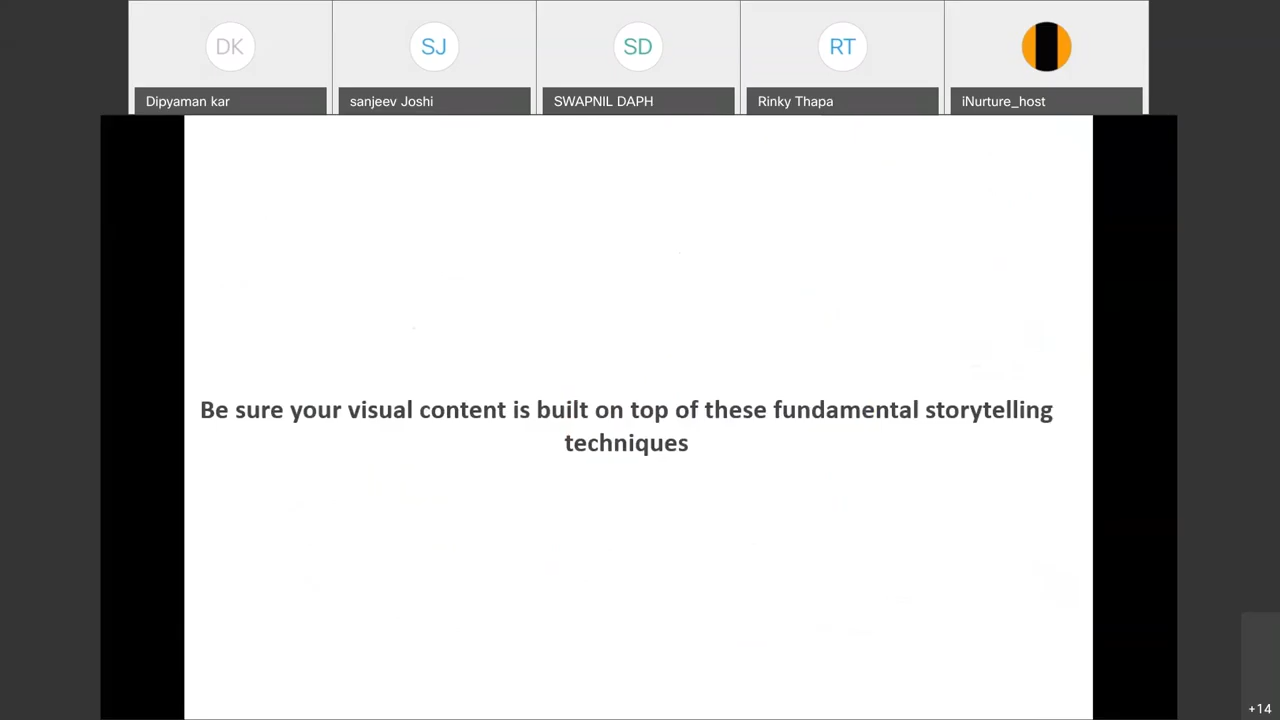 DK
SJ
SD
RT
Dipyaman kar
sanjeev Joshi
SWAPNIL DAPH
Rinky Thapa
iNurture_host
Be sure your visual content is built on top of these fundamental storytelling
techniques
+14